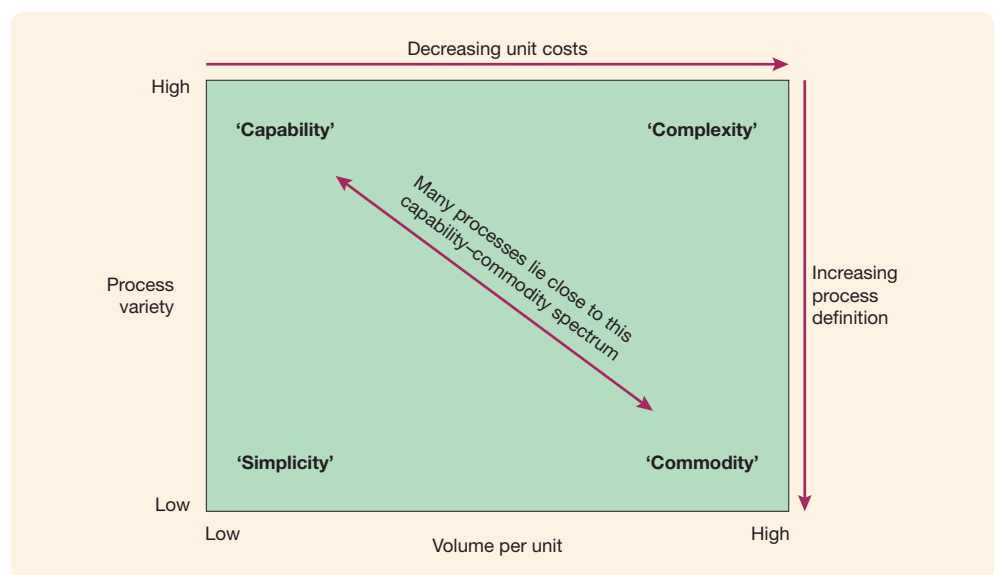 Decreasing unit costs
High
‘Capability’
‘Complexity’
Many processes lie close to this
capability–commodity spectrum
Process
variety
Increasing
process
definition
‘Simplicity’
‘Commodity’
Low
Low
High
Volume per unit